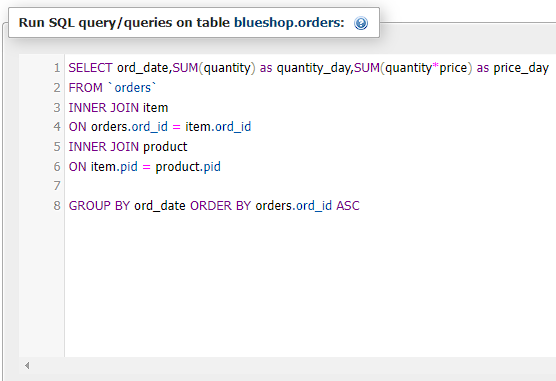 Run SQL query/queries on table blueshop.orders:
1 SELECT ord_date,SUM(quantity) as quantity_day,SUM(quantity*price) as price_day
2 FROM `orders`
3 INNER JOIN item
4 ON orders.ord_id = item.ord_id
5 INNER JOIN product
6 ON item.pid = product.pid
7
8 GROUP BY ord_date ORDER BY orders.ord_id ASC